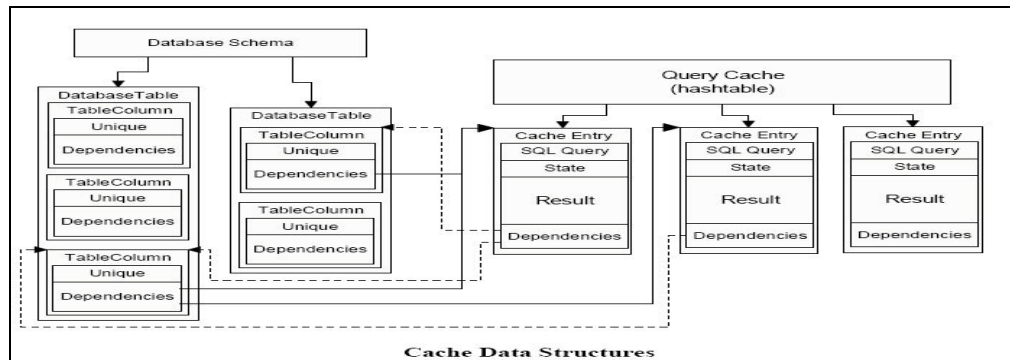 Database Schema
Query Cache
(hashtable)
DatabaseTable
TableColumn
Unique
Dependencies
TableColumn
Unique
Dependencies
TableColumn
Unique
Dependencies
DatabaseTable
TableColumn
Unique
Dependencies
TableColumn
Unique
Dependencies
Cache Entry
SQL Query
State
Result
Dependencies
Cache Entry
SQL Query
State
Result
Dependencies
Cache Entry
SQL Query
State
Result
Dependencies
Cache Data Structures